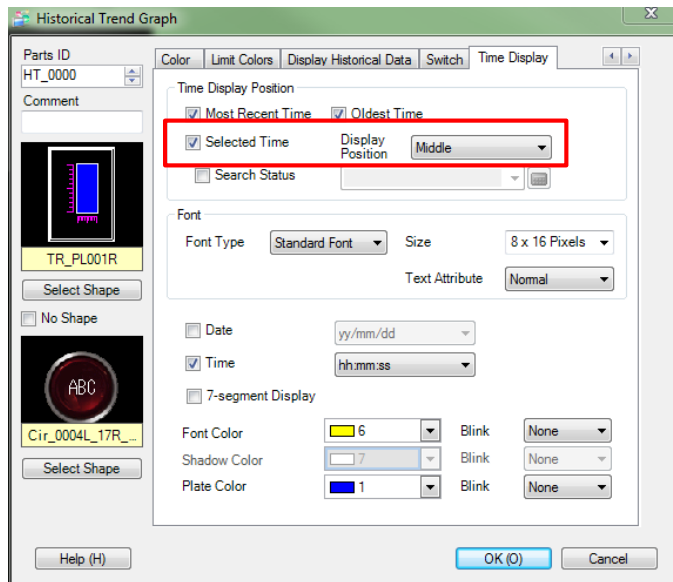 Historical Trend Graph
Parts ID
HT_0000
Comment
TR_PL001R
Select Shape
No Shape
ABC
Cir_0004L_17R_...
Select Shape
Color Limit Colors Display Historical Data Switch Time Display
Time Display Position
Most Recent Time Oldest Time
Selected Time Display Position Middle
Search Status
Font
Font Type Standard Font Size 8 x 16 Pixels
Text Attribute Normal
Date yy/mm/dd
Time hh:mm:ss
7-segment Display
Font Color 6 Blink None
Shadow Color 7 Blink None
Plate Color 1 Blink None
Help (H) OK (O) Cancel